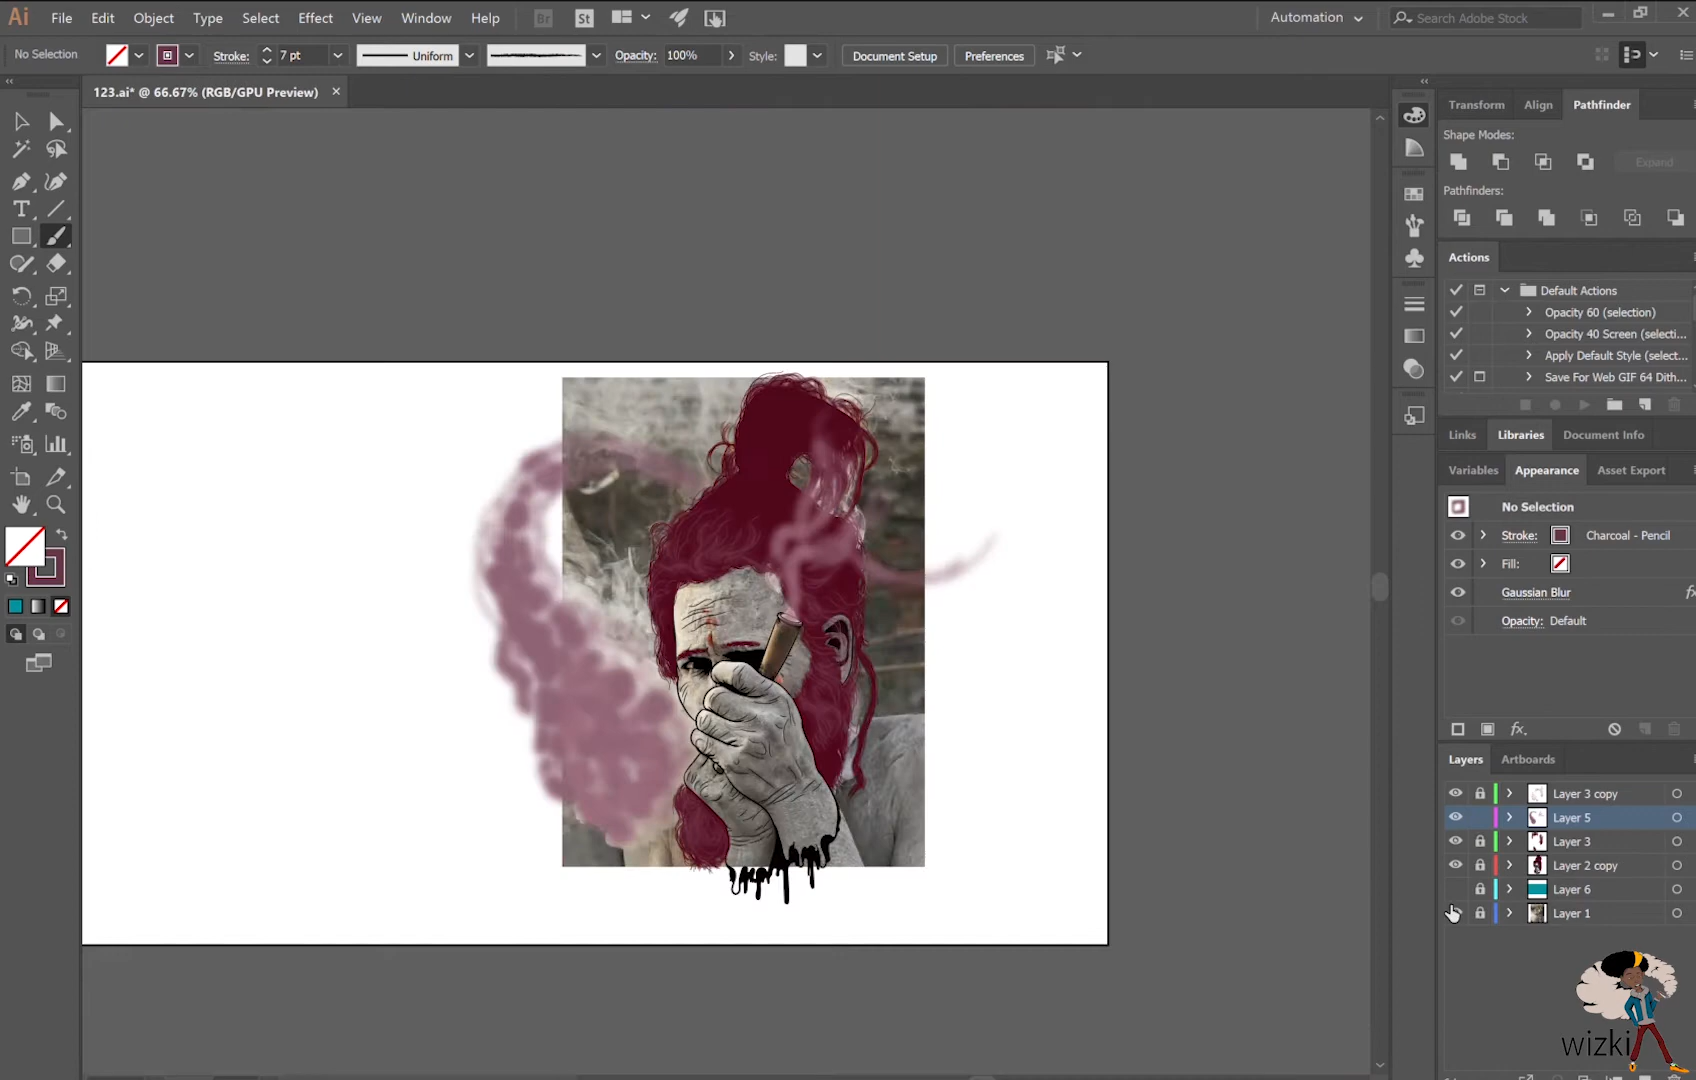 Ai File Edit Object Type Select Effect View Window Help Br St Automation Search Adobe Stock
No Selection Stroke: 7 pt Uniform Opacity: 100% Style: Document Setup Preferences
123.ai* @ 66.67% (RGB/GPU Preview)
Transform Align Pathfinder
Shape Modes:
Expand
Pathfinders:
Actions
Default Actions
Opacity 60 (selection)
Opacity 40 Screen (selecti...
Apply Default Style (select...
Save For Web GIF 64 Dith...
Links Libraries Document Info
Variables Appearance Asset Export
No Selection
Stroke: Charcoal - Pencil
Fill:
Gaussian Blur fx
Opacity: Default
fx
Layers Artboards
Layer 3 copy
Layer 5
Layer 3
Layer 2 copy
Layer 6
Layer 1
wizki